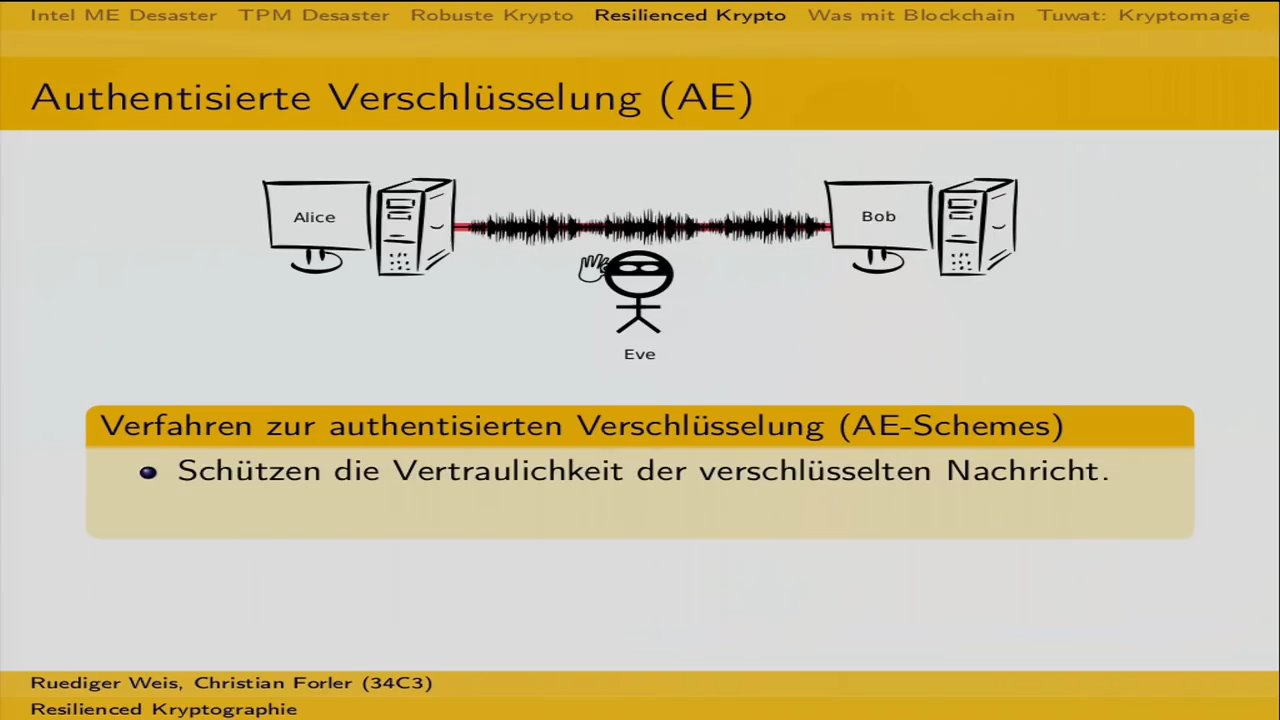 Intel ME Desaster TPM Desaster Robuste Krypto Resilienced Krypto Was mit Blockchain Tuwat: Kryptomagie
Authentisierte Verschlüsselung (AE)
Alice
Bob
Eve
Verfahren zur authentisierten Verschlüsselung (AE-Schemes)
Schützen die Vertraulichkeit der verschlüsselten Nachricht.
Ruediger Weis, Christian Forler (34C3)
Resilienced Kryptographie